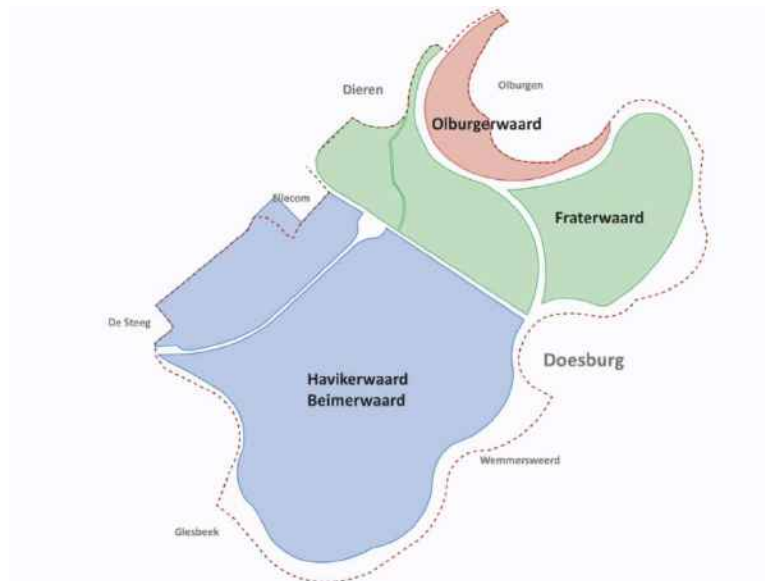 Dieren
Olburgen
Olburgerwaard
Fraterwaard
Ellecom
De Steeg
Doesburg
Havikerwaard
Beimerwaard
Wemmersweerd
Giesbeek